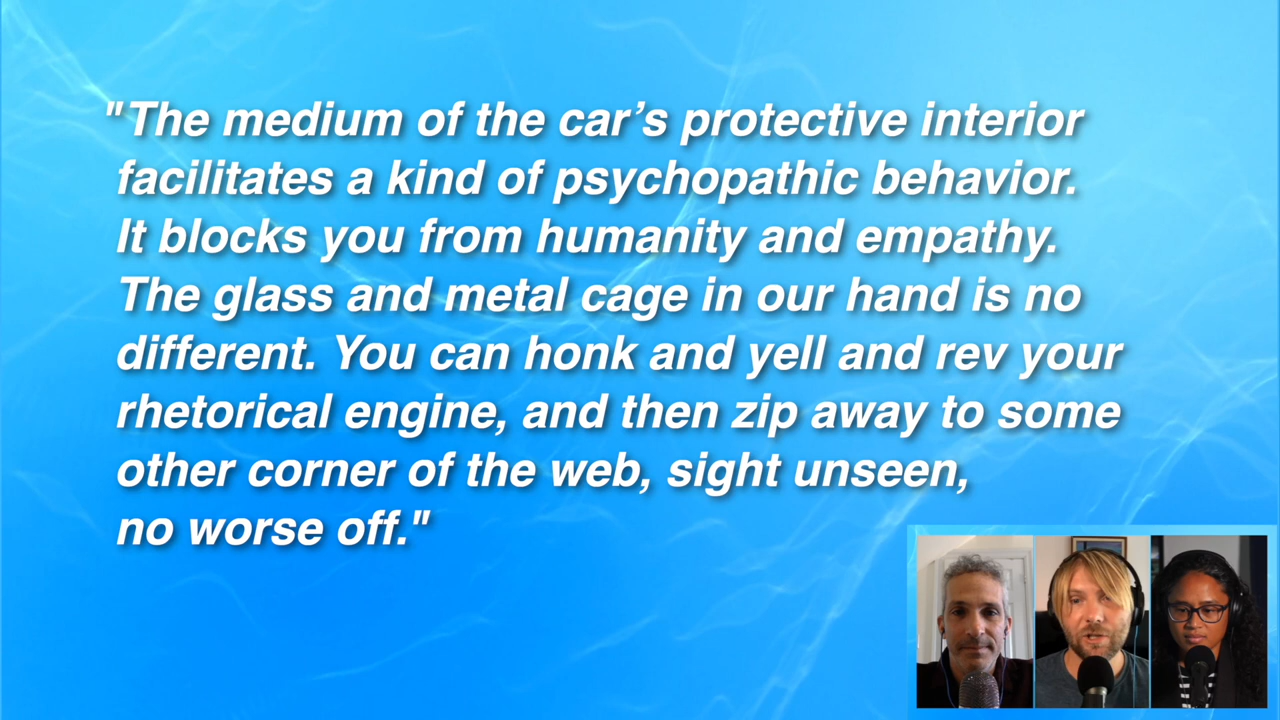 "The medium of the car’s protective interior
facilitates a kind of psychopathic behavior.
It blocks you from humanity and empathy.
The glass and metal cage in our hand is no
different. You can honk and yell and rev your
rhetorical engine, and then zip away to some
other corner of the web, sight unseen,
no worse off."